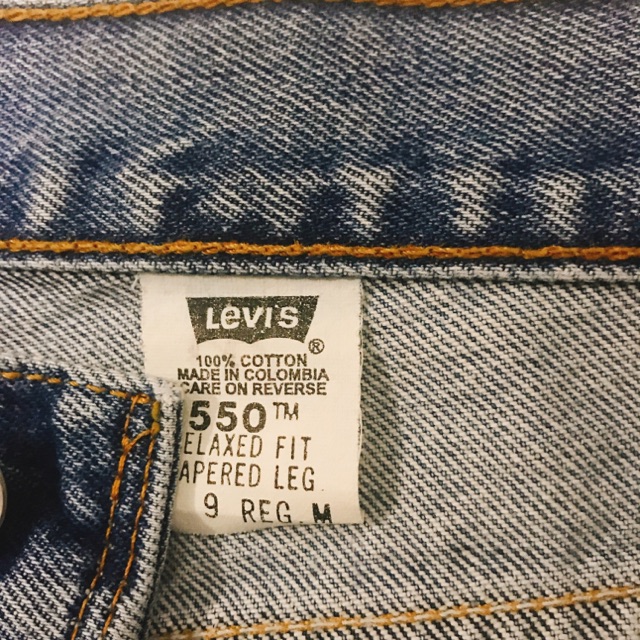 Levi's ®
100% COTTON
MADE IN COLOMBIA
CARE ON REVERSE
550™
ELAXED FIT
APERED LEG
9 REG M